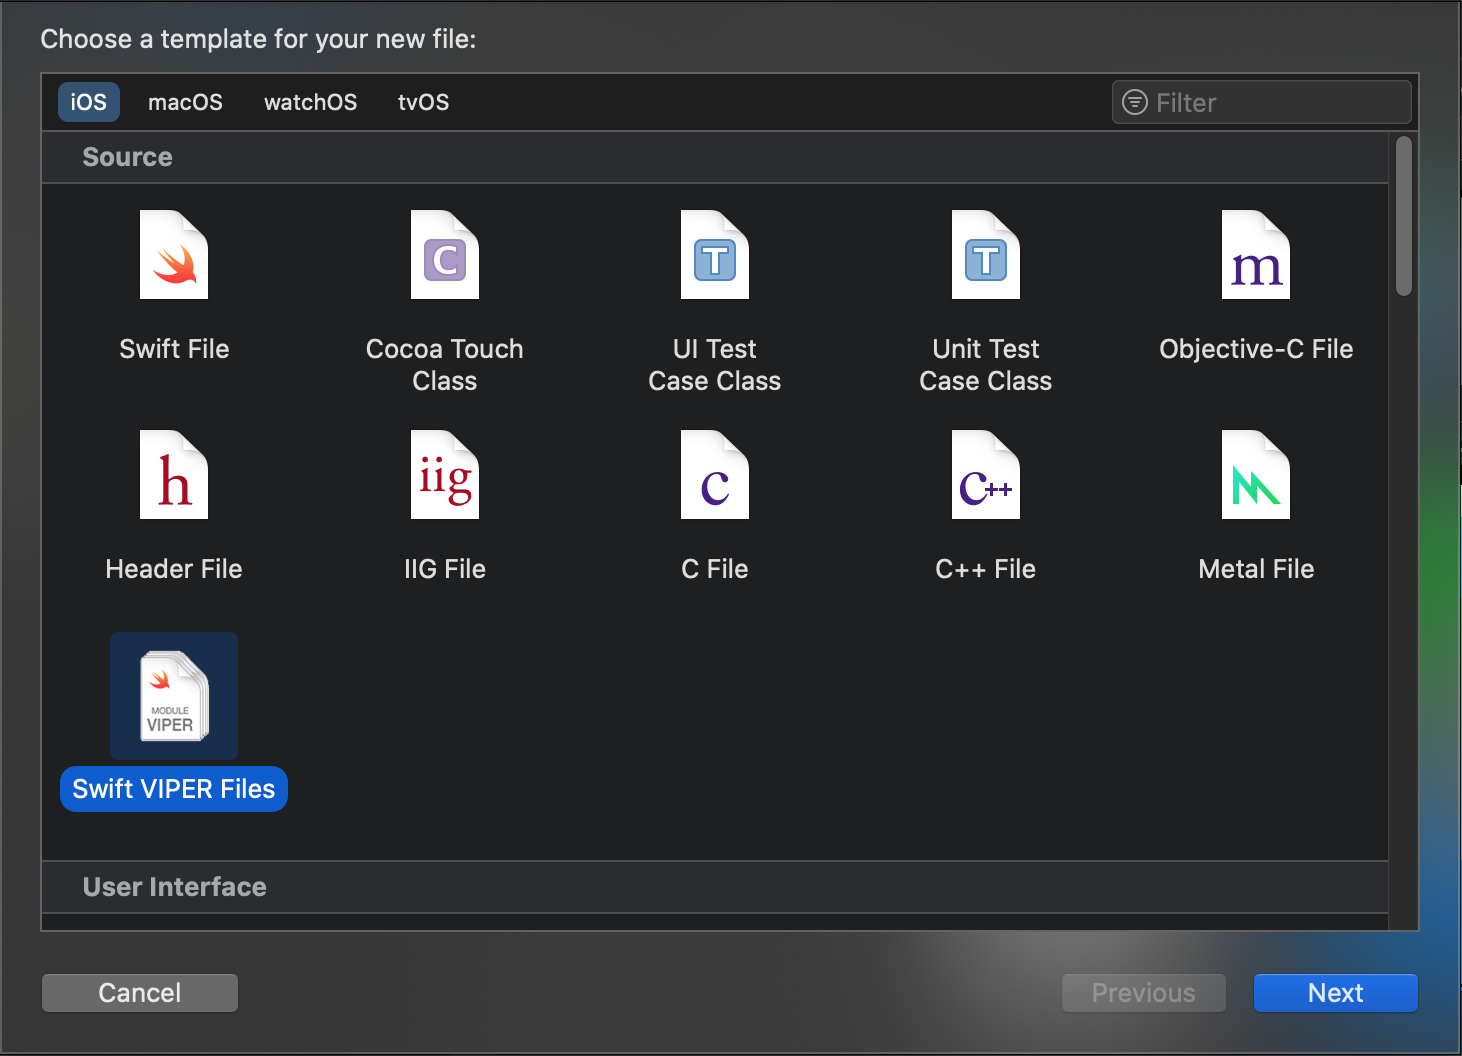 Choose a template for your new file:
iOS macOS watchOS tvOS Filter
Source
C T T m
Swift File Cocoa Touch Class UI Test Case Class Unit Test Case Class Objective-C File
h iig c C++
Header File IIG File C File C++ File Metal File
MODULE
VIPER
Swift VIPER Files
User Interface
Cancel Previous Next